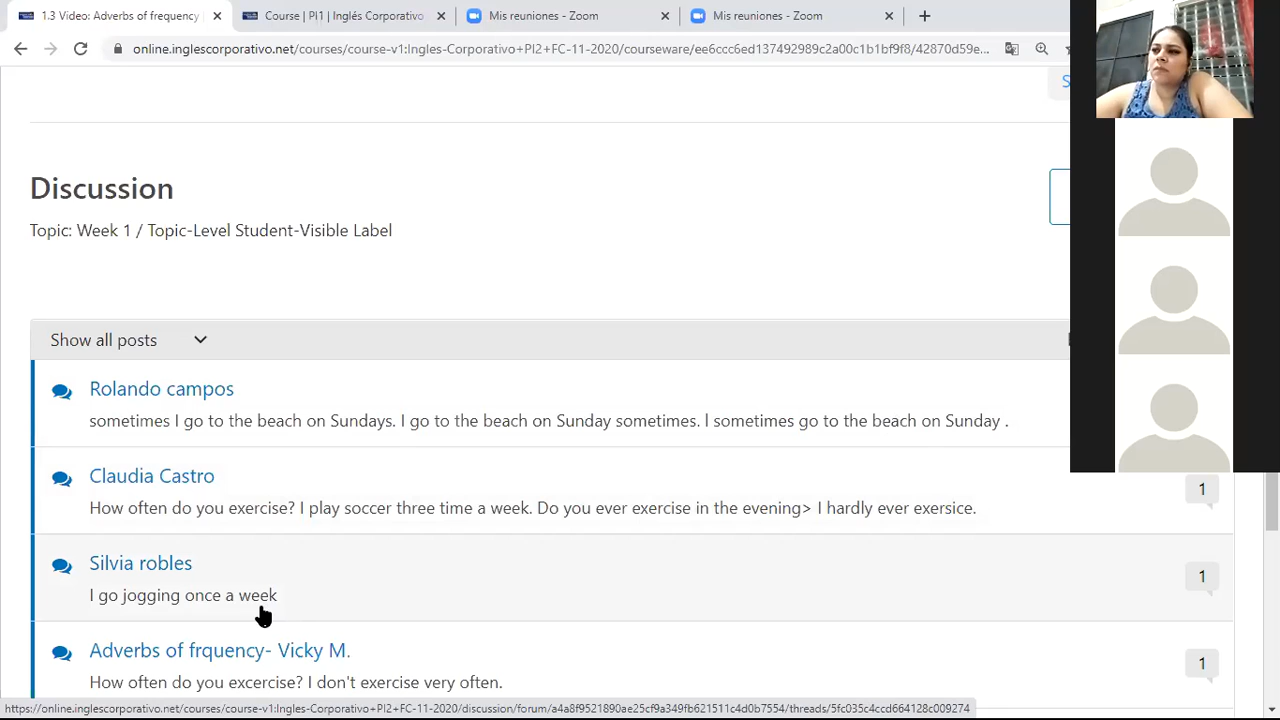 1.3 Video: Adverbs of frequency
Course | PI1 | Inglés Corporativo
Mis reuniones - Zoom
Mis reuniones - Zoom
online.inglescorporativo.net/courses/course-v1:Ingles-Corporativo+PI2+FC-11-2020/courseware/ee6ccc6ed137492989c2a00c1b1bf9f8/42870d59e...
Discussion
Topic: Week 1 / Topic-Level Student-Visible Label
Show all posts
Rolando campos
sometimes I go to the beach on Sundays. I go to the beach on Sunday sometimes. I sometimes go to the beach on Sunday .
Claudia Castro
How often do you exercise? I play soccer three time a week. Do you ever exercise in the evening> I hardly ever exersice.
1
Silvia robles
I go jogging once a week
1
Adverbs of frquency- Vicky M.
How often do you excercise? I don't exercise very often.
1
https://online.inglescorporativo.net/courses/course-v1:Ingles-Corporativo+PI2+FC-11-2020/discussion/forum/a4a8f9521890ae25cf9a349fb621511c4d0b7554/threads/5fc035c4ccd664128c009274